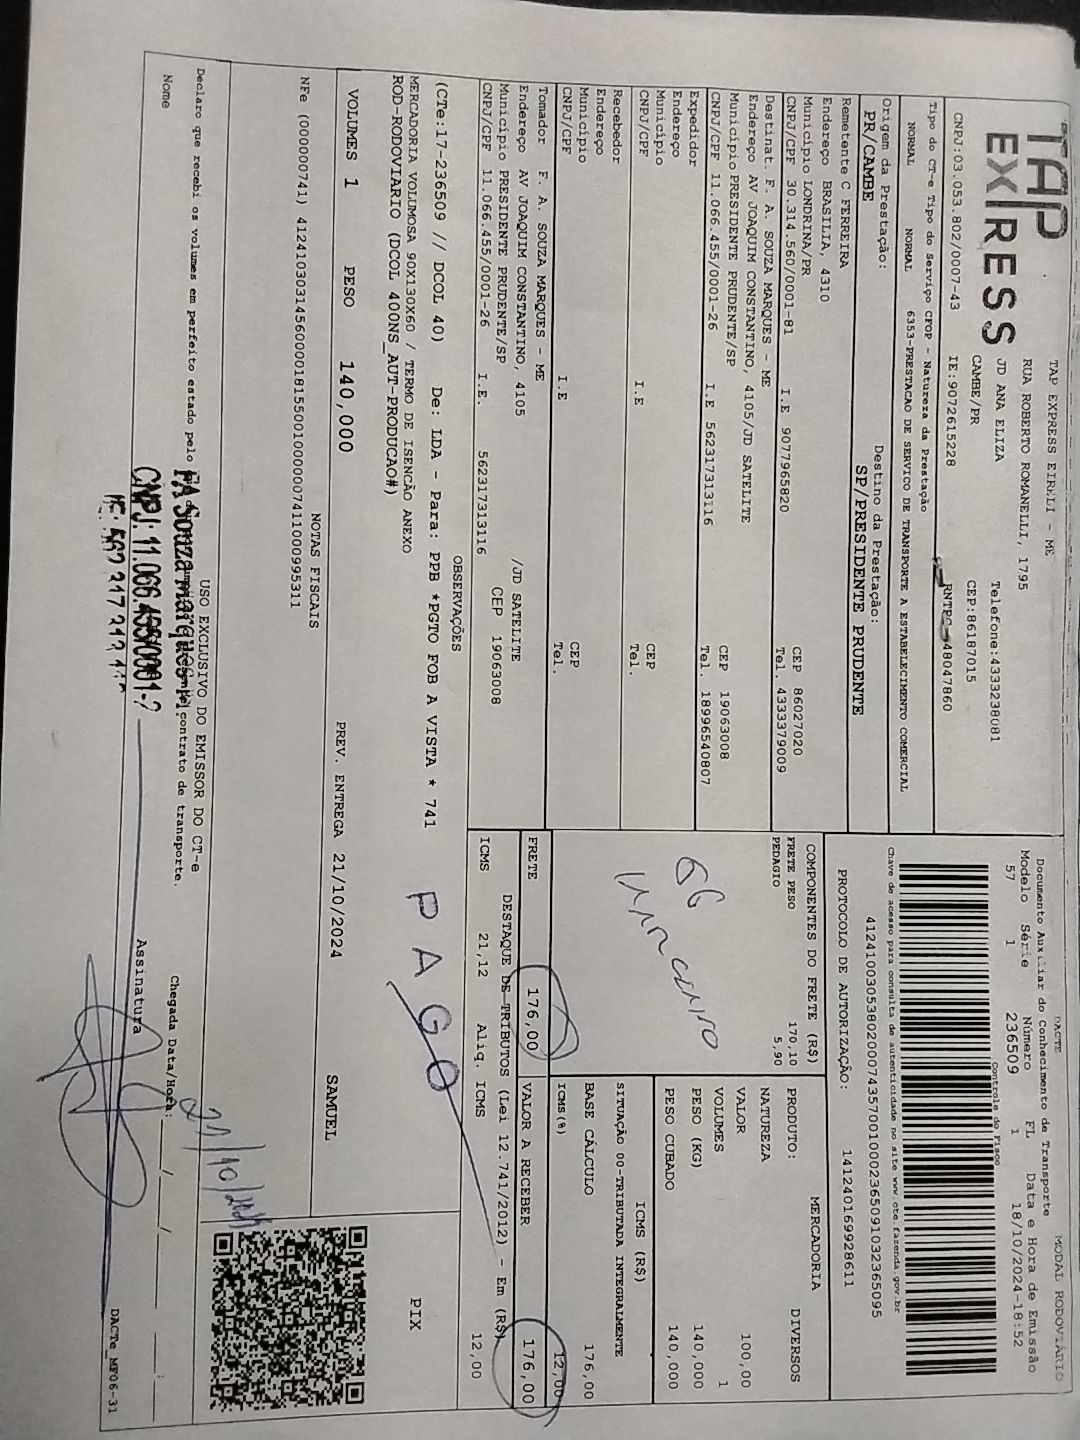 TAP
EXPRESS
TAP EXPRESS EIRELI - ME
RUA ROBERTO ROMANELLI, 1795
JD ANA ELIZA
CAMBE/PR
Telefone:4333238081
CEP:86187015
CNPJ:03.053.802/0007-43 IE:9072615228 RNTRC-48047860
DACTE MODAL RODOVIÁRIO
Documento Auxiliar do Conhecimento de Transporte
Modelo Série Número FL Data e Hora de Emissão
57 1 236509 1 18/10/2024-18:52
Controle do Fisco
Chave de acesso para consulta de autenticidade no site www.cte.fazenda.gov.br
41241003053802000743570010002365091032365095
PROTOCOLO DE AUTORIZAÇÃO: 141240169928611
Tipo do CT-e Tipo do Serviço CFOP - Natureza da Prestação
NORMAL NORMAL 6353-PRESTACAO DE SERVICO DE TRANSPORTE A ESTABELECIMENTO COMERCIAL
Origem da Prestação: Destino da Prestação:
PR/CAMBE SP/PRESIDENTE PRUDENTE
Remetente C FERREIRA
Endereço BRASILIA, 4310
Município LONDRINA/PR CEP 86027020
CNPJ/CPF 30.314.560/0001-81 I.E 9077965820 Tel. 4333379009
Destinat. F. A. SOUZA MARQUES - ME
Endereço AV JOAQUIM CONSTANTINO, 4105/JD SATELITE
Município PRESIDENTE PRUDENTE/SP CEP 19063008
CNPJ/CPF 11.066.455/0001-26 I.E 562317313116 Tel. 18996540807
Expedidor
Endereço
Município CEP
CNPJ/CPF I.E Tel.
Recebedor
Endereço
Município CEP
CNPJ/CPF I.E Tel.
Tomador F. A. SOUZA MARQUES - ME
Endereço AV JOAQUIM CONSTANTINO, 4105 /JD SATELITE
Município PRESIDENTE PRUDENTE/SP CEP 19063008
CNPJ/CPF 11.066.455/0001-26 I.E. 562317313116
COMPONENTES DO FRETE (R$)
FRETE PESO 170,10
PEDAGIO 5,90
MERCADORIA
PRODUTO: DIVERSOS
NATUREZA
VALOR 100,00
VOLUMES 1
PESO (KG) 140,000
PESO CUBADO 140,000
ICMS (R$)
SITUAÇÃO 00-TRIBUTADA INTEGRALMENTE
BASE CÁLCULO 176,00
ICMS(%) 12,00
FRETE 176,00 VALOR A RECEBER 176,00
DESTAQUE DE TRIBUTOS (Lei 12.741/2012) - Em (R$)
ICMS 21,12 Aliq. ICMS 12,00
OBSERVAÇÕES
(CTe:17-236509 // DCOL 40) De: LDA - Para: PPB *PGTO FOB A VISTA * 741
MERCADORIA VOLUMOSA 90X130X60 / TERMO DE ISENCÃO ANEXO
ROD-RODOVIARIO (DCOL 400NS_AUT-PRODUCAO#)
PAGO
PIX
VOLUMES 1 PESO 140,000 PREV. ENTREGA 21/10/2024 SAMUEL
NOTAS FISCAIS
NFe (000000741) 41241030314560000181550010000007411000995311
USO EXCLUSIVO DO EMISSOR DO CT-e
Declaro que recebi os volumes em perfeito estado pelo contrato de transporte.
FA Souza marques
CNPJ: 11.066.455/0001-2
Nome Assinatura Chegada Data/Hora: ___/___/___ ___:___
21/10/2024
DACTe_MF06-31